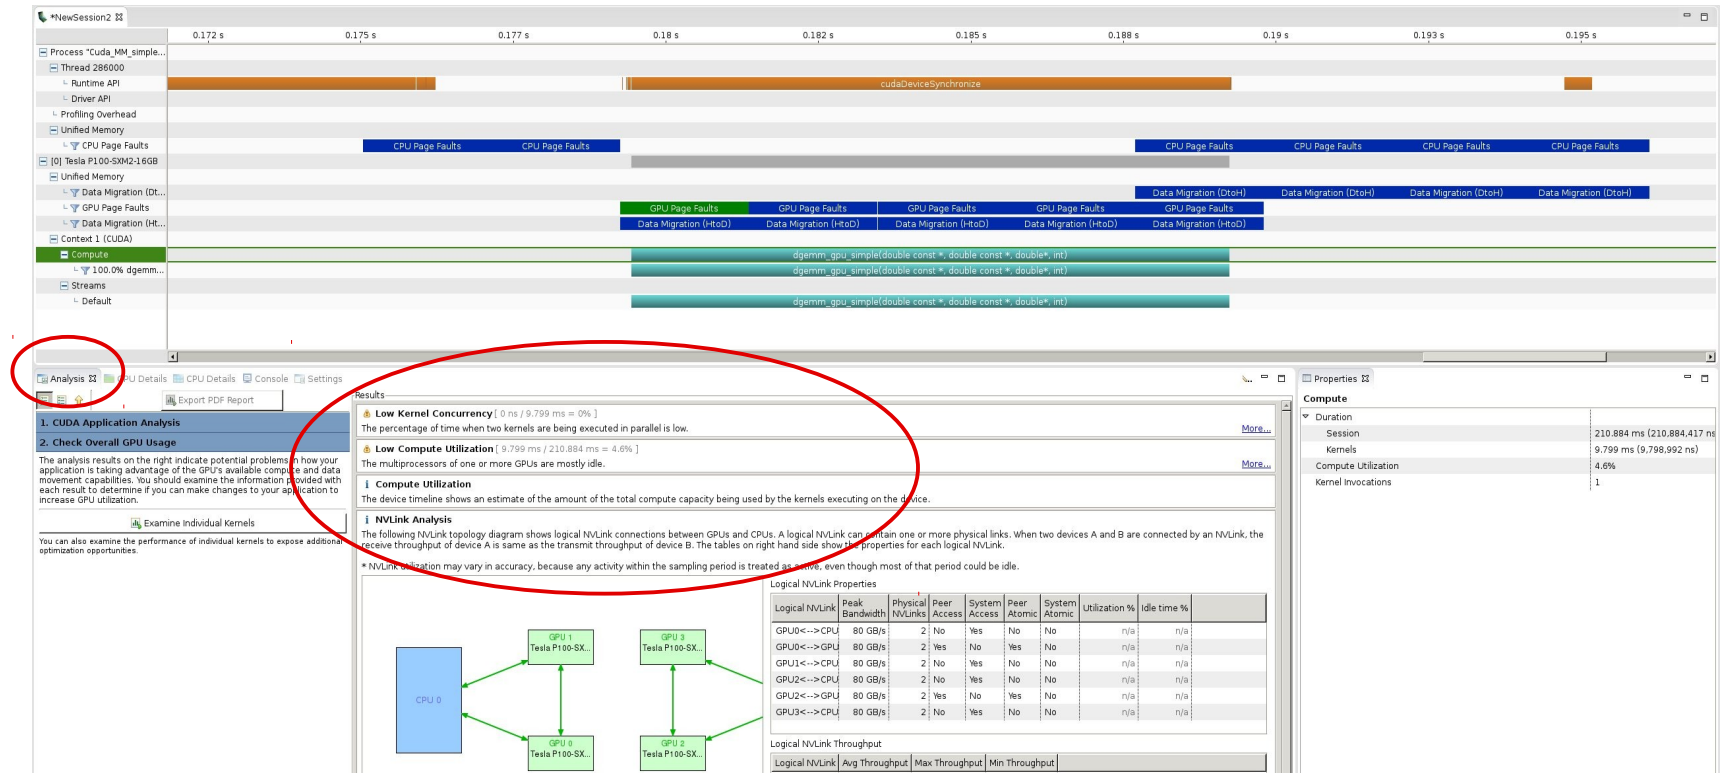 *NewSession2
0.172 s 0.175 s 0.177 s 0.18 s 0.182 s 0.185 s 0.188 s 0.19 s 0.193 s 0.195 s
Process "Cuda_MM_simple...
Thread 286000
Runtime API cudaDeviceSynchronize
Driver API
Profiling Overhead
Unified Memory
CPU Page Faults CPU Page Faults CPU Page Faults CPU Page Faults CPU Page Faults CPU Page Faults CPU Page Faults
[0] Tesla P100-SXM2-16GB
Unified Memory
Data Migration (Dt... Data Migration (DtoH) Data Migration (DtoH) Data Migration (DtoH) Data Migration (DtoH)
GPU Page Faults GPU Page Faults GPU Page Faults GPU Page Faults GPU Page Faults GPU Page Faults
Data Migration (Ht... Data Migration (HtoD) Data Migration (HtoD) Data Migration (HtoD) Data Migration (HtoD) Data Migration (HtoD)
Context 1 (CUDA)
Compute dgemm_gpu_simple(double const *, double const *, double*, int)
100.0% dgemm... dgemm_gpu_simple(double const *, double const *, double*, int)
Streams
Default dgemm_gpu_simple(double const *, double const *, double*, int)
Analysis GPU Details CPU Details Console Settings
Export PDF Report
1. CUDA Application Analysis
2. Check Overall GPU Usage
The analysis results on the right indicate potential problems in how your
application is taking advantage of the GPU's available compute and data
movement capabilities. You should examine the information provided with
each result to determine if you can make changes to your application to
increase GPU utilization.
Examine Individual Kernels
You can also examine the performance of individual kernels to expose additional
optimization opportunities.
Results
Low Kernel Concurrency [ 0 ns / 9.799 ms = 0% ]
The percentage of time when two kernels are being executed in parallel is low. More...
Low Compute Utilization [ 9.799 ms / 210.884 ms = 4.6% ]
The multiprocessors of one or more GPUs are mostly idle. More...
i Compute Utilization
The device timeline shows an estimate of the amount of the total compute capacity being used by the kernels executing on the device.
i NVLink Analysis
The following NVLink topology diagram shows logical NVLink connections between GPUs and CPUs. A logical NVLink can contain one or more physical links. When two devices A and B are connected by an NVLink, the
receive throughput of device A is same as the transmit throughput of device B. The tables on right hand side show the properties for each logical NVLink.
* NVLink utilization may vary in accuracy, because any activity within the sampling period is treated as active, even though most of that period could be idle.
CPU 0
GPU 1
Tesla P100-SX...
GPU 3
Tesla P100-SX...
GPU 0
Tesla P100-SX...
GPU 2
Tesla P100-SX...
Logical NVLink Properties
Logical NVLink Peak Bandwidth Physical NVLinks Peer Access System Access Peer Atomic System Atomic Utilization % Idle time %
GPU0<-->CPU 80 GB/s 2 No Yes No No n/a n/a
GPU0<-->GPU 80 GB/s 2 Yes No Yes No n/a n/a
GPU1<-->CPU 80 GB/s 2 No Yes No No n/a n/a
GPU2<-->CPU 80 GB/s 2 No Yes No No n/a n/a
GPU2<-->GPU 80 GB/s 2 Yes No Yes No n/a n/a
GPU3<-->CPU 80 GB/s 2 No Yes No No n/a n/a
Logical NVLink Throughput
Logical NVLink Avg Throughput Max Throughput Min Throughput
Properties
Compute
Duration
Session 210.884 ms (210,884,417 ns
Kernels 9.799 ms (9,798,992 ns)
Compute Utilization 4.6%
Kernel Invocations 1